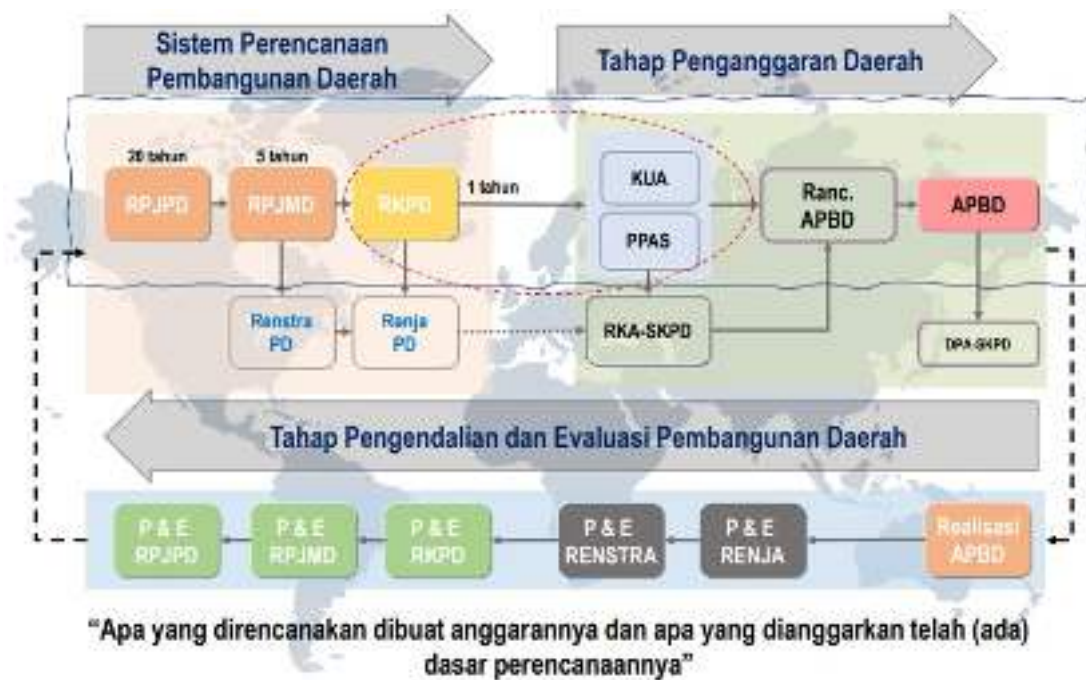 Sistem Perencanaan
Pembangunan Daerah
Tahap Penganggaran Daerah
20 tahun
5 tahun
RPJPD
RPJMD
RKPD
1 tahun
KUA
PPAS
Ranc.
APBD
APBD
Renstra
PD
Renja
PD
RKA-SKPD
DPA-SKPD
Tahap Pengendalian dan Evaluasi Pembangunan Daerah
P & E
RPJPD
P & E
RPJMD
P & E
RKPD
P & E
RENSTRA
P & E
RENJA
Realisasi
APBD
“Apa yang direncanakan dibuat anggarannya dan apa yang dianggarkan telah (ada)
dasar perencanaannya”